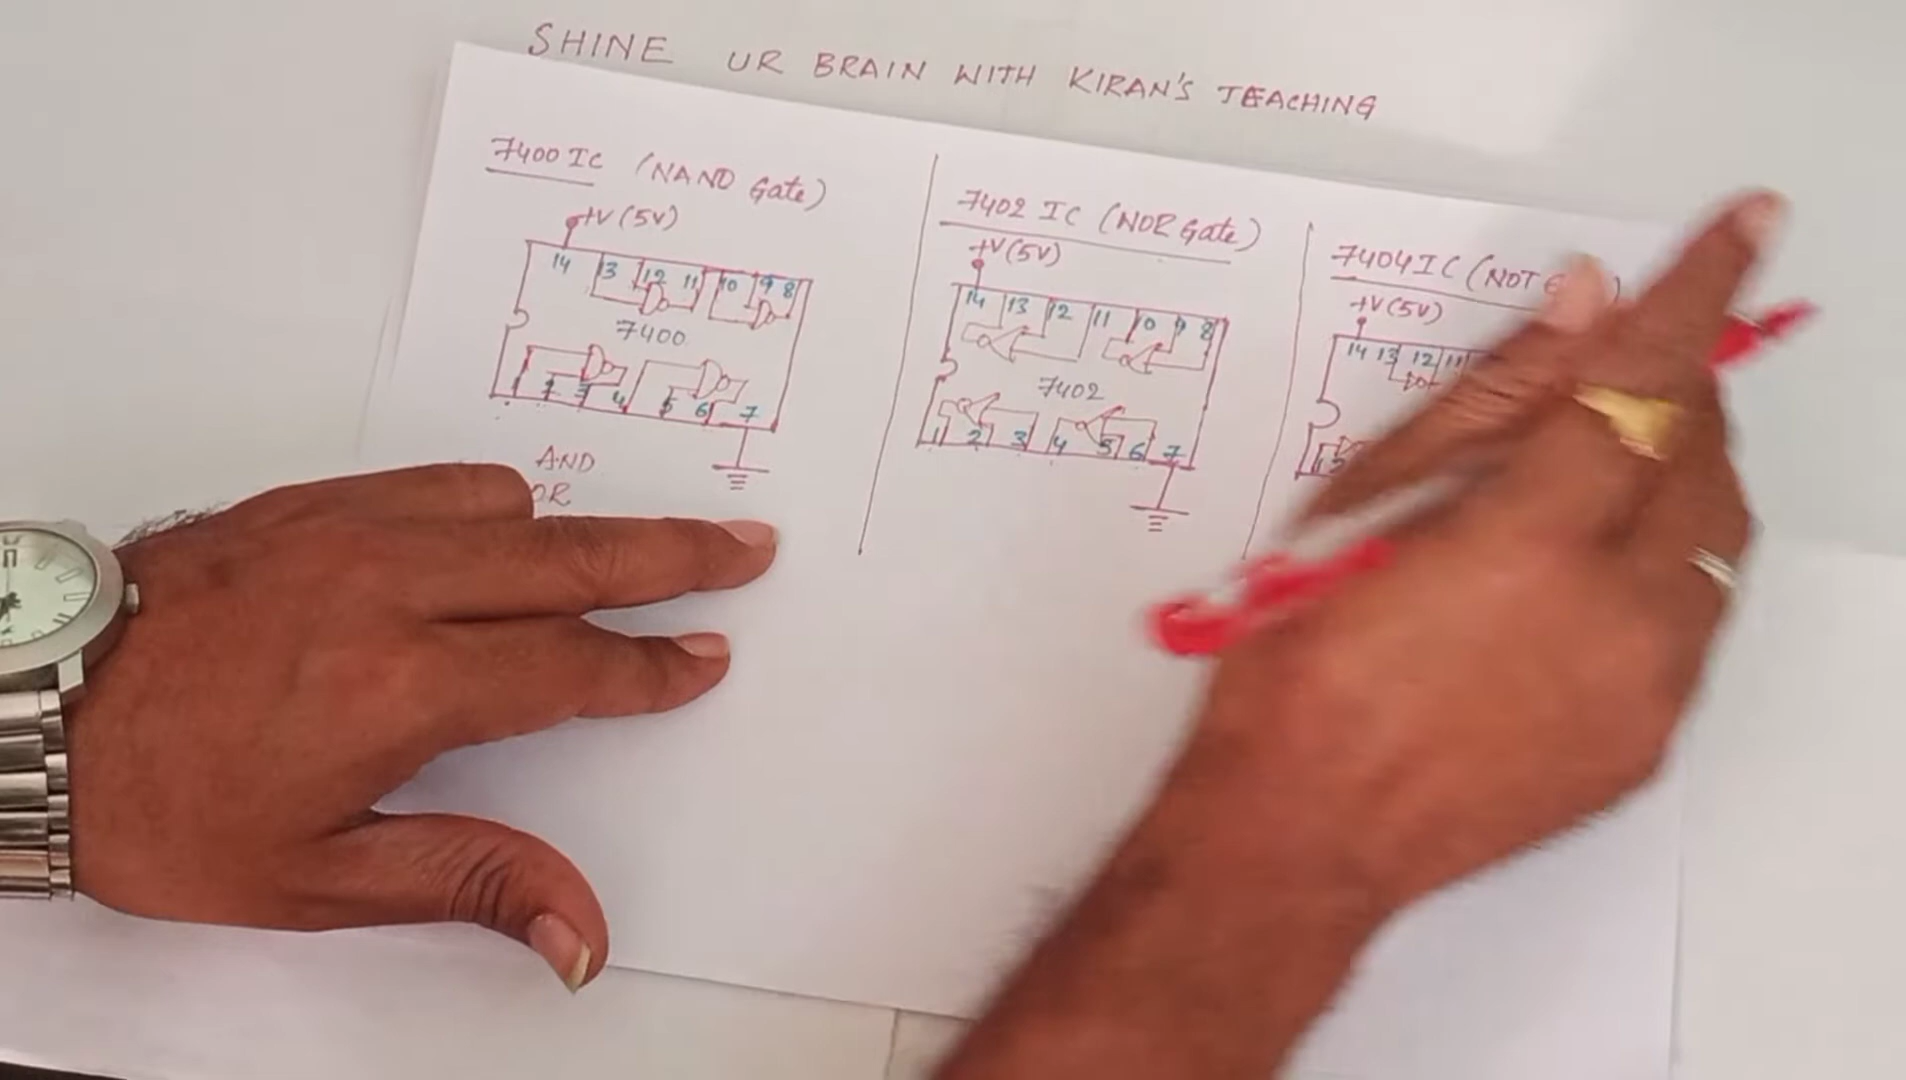 SHINE UR BRAIN WITH KIRAN'S TEACHING
7400 IC (NAND Gate)
+V (5V)
14 13 12 11 10 9 8
7400
1 2 3 4 5 6 7
AND
OR
7402 IC (NOR Gate)
+V (5V)
14 13 12 11 10 9 8
7402
1 2 3 4 5 6 7
7404 IC (NOT
+V (5V)
14 13 12 11
1 2